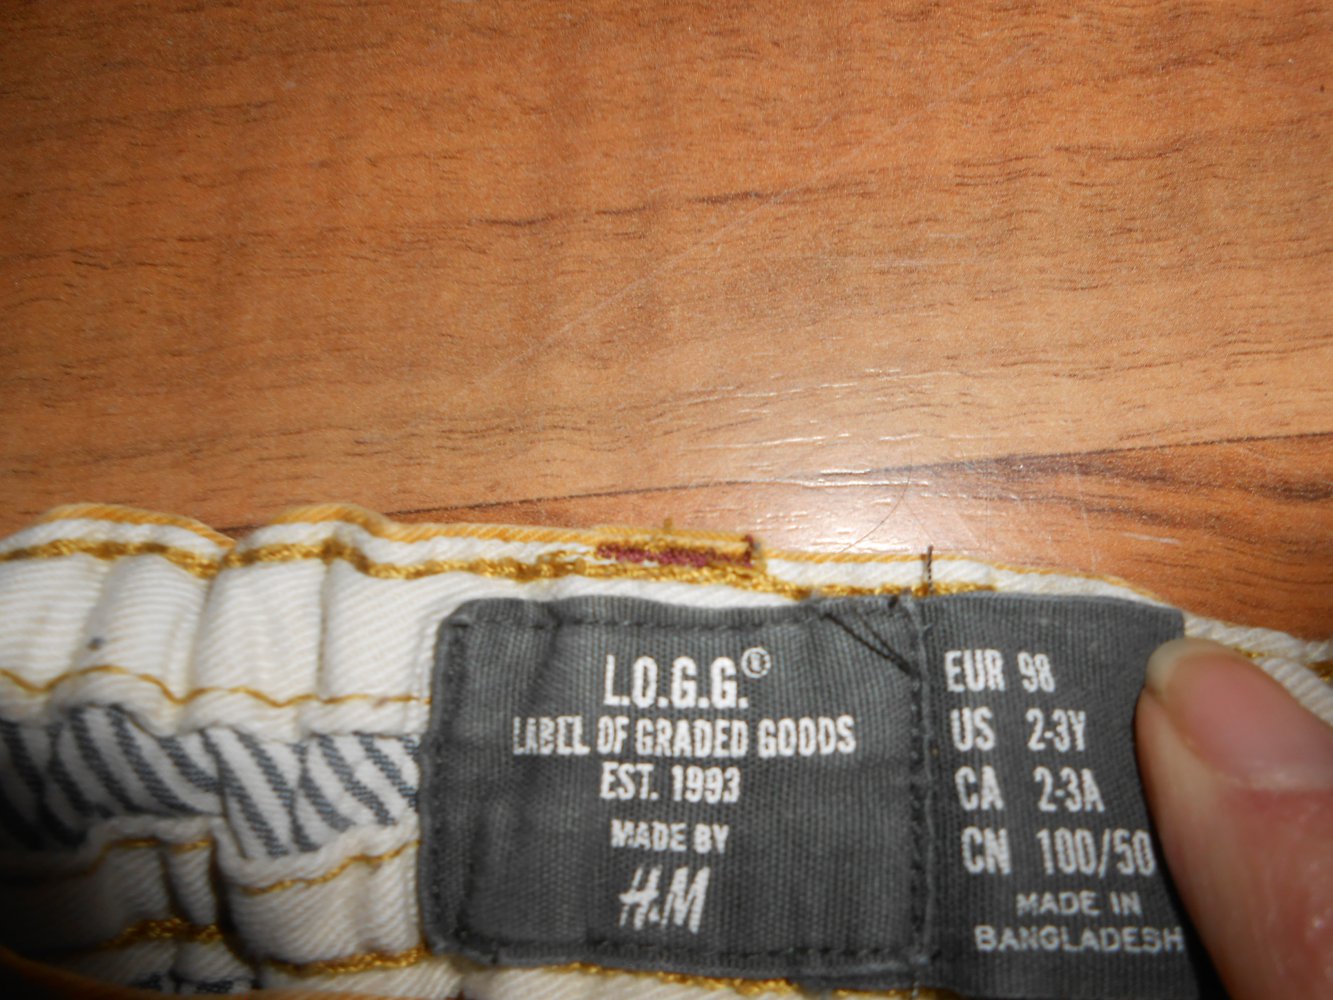 L.O.G.G.®
LABEL OF GRADED GOODS
EST. 1993
MADE BY
H&M
EUR 98
US 2-3Y
CA 2-3A
CN 100/50
MADE IN
BANGLADESH